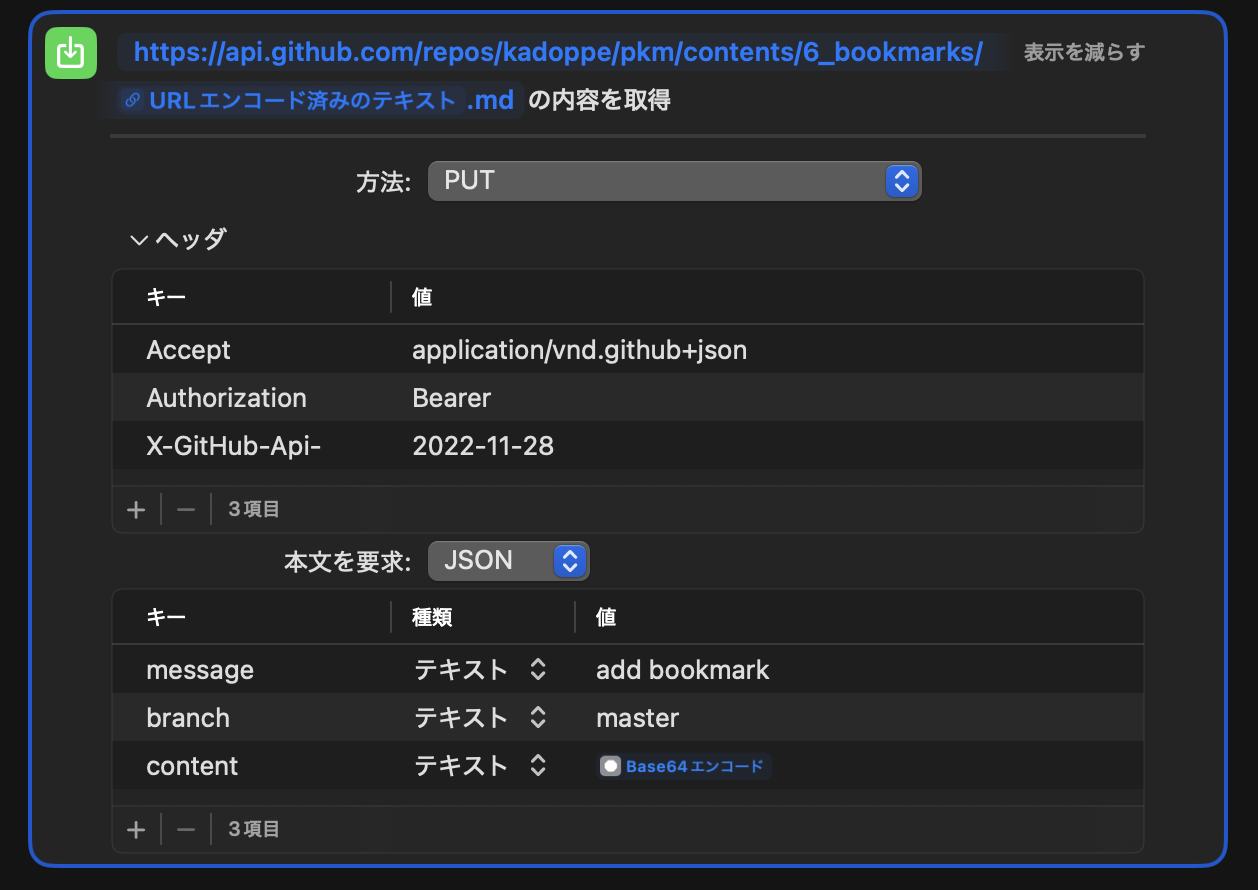 https://api.github.com/repos/kadoppe/pkm/contents/6_bookmarks/ 表示を減らす
URLエンコード済みのテキスト .md の内容を取得
方法: PUT
ヘッダ
キー 値
Accept application/vnd.github+json
Authorization Bearer
X-GitHub-Api- 2022-11-28
3項目
本文を要求: JSON
キー 種類 値
message テキスト add bookmark
branch テキスト master
content テキスト Base64エンコード
3項目